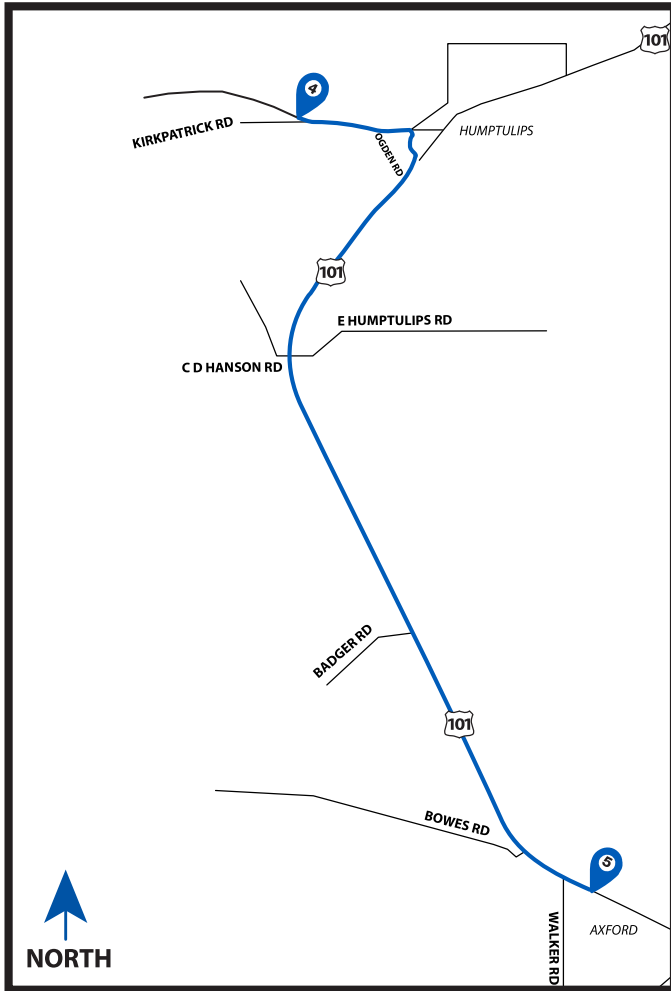 101
4
KIRKPATRICK RD
HUMPTULIPS
OGDEN RD
101
E HUMPTULIPS RD
C D HANSON RD
BADGER RD
101
BOWES RD
5
WALKER RD
AXFORD
NORTH